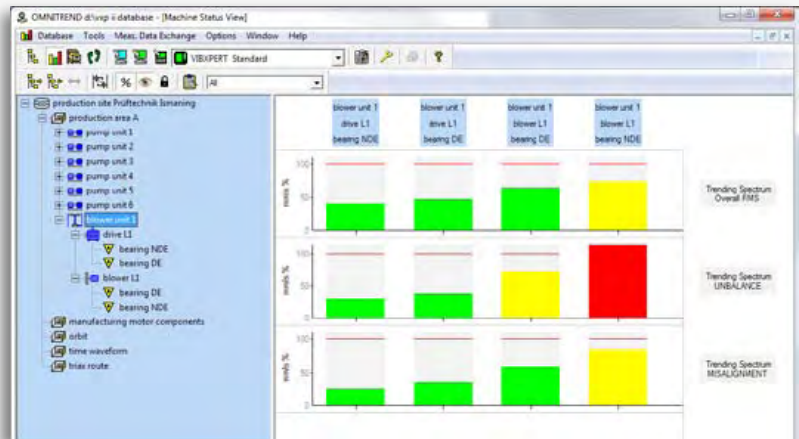 OMNITREND d:\vxp ii database - [Machine Status View]
Database Tools Meas. Data Exchange Options Window Help
VIBXPERT Standard
%
All
production site Prüftechnik Ismaning
production area A
pump unit 1
pump unit 2
pump unit 3
pump unit 4
pump unit 5
pump unit 6
blower unit 1
drive L1
bearing NDE
bearing DE
blower L1
bearing DE
bearing NDE
manufacturing motor components
orbit
time waveform
triax route
blower unit 1
drive L1
bearing NDE
blower unit 1
drive L1
bearing DE
blower unit 1
blower L1
bearing DE
blower unit 1
blower L1
bearing NDE
100
50
mm/s %
Trending Spectrum
Overall RMS
100
50
mm/s %
Trending Spectrum
UNBALANCE
100
50
0
mm/s %
Trending Spectrum
MISALIGNMENT